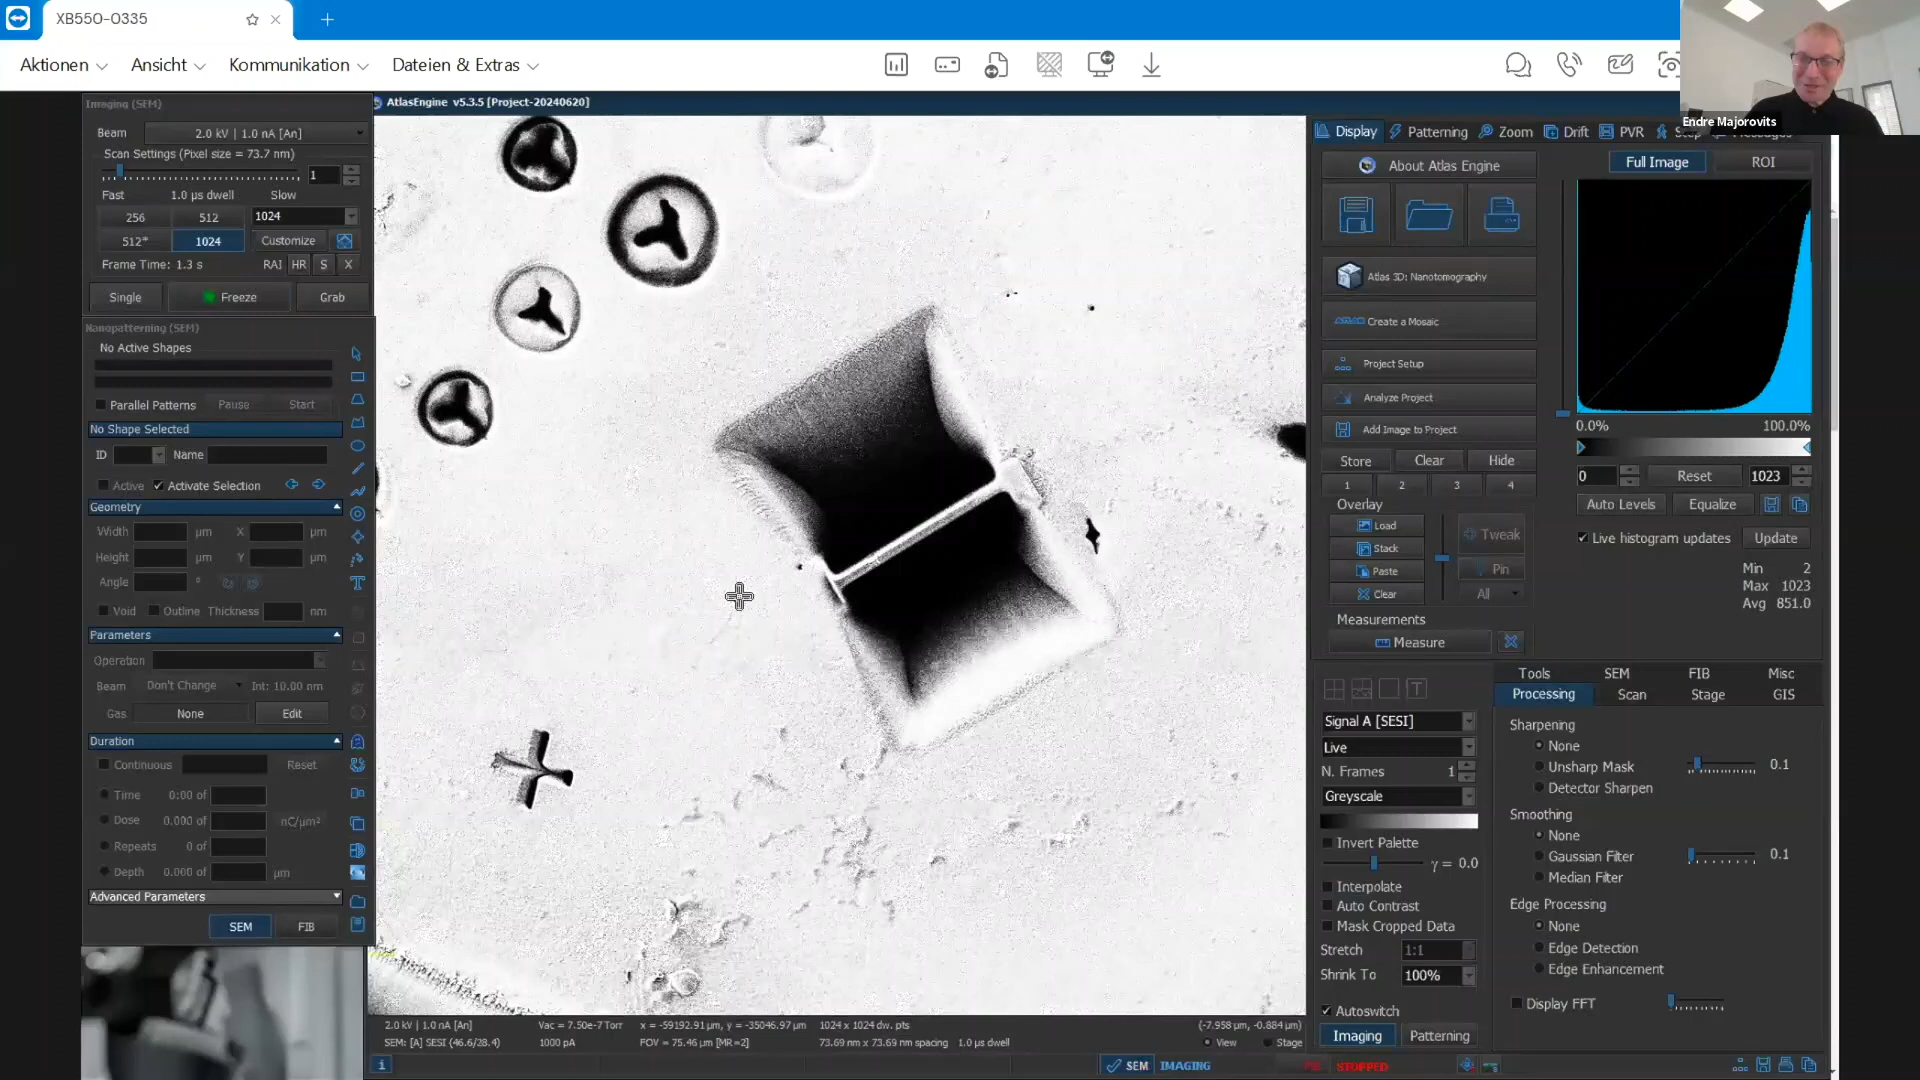 XB550-0335
Aktionen Ansicht Kommunikation Dateien & Extras
Endre Majorovits
Imaging (SEM)
Beam 2.0 kV | 1.0 nA [An]
Scan Settings (Pixel size = 73.7 nm)
1
Fast 1.0 µs dwell Slow
256 512 1024
512* 1024 Customize
Frame Time: 1.3 s RAI HR S X
Single Freeze Grab
Nanopatterning (SEM)
No Active Shapes
Parallel Patterns Pause Start
No Shape Selected
ID Name
Active Activate Selection
Geometry
Width µm X µm
Height µm Y µm
Angle °
Void Outline Thickness nm
Parameters
Operation
Beam Don't Change Int: 10.00 nm
Gas None Edit
Duration
Continuous Reset
Time 0:00 of
Dose 0.000 of nC/µm²
Repeats 0 of
Depth 0.000 of µm
Advanced Parameters
SEM FIB
AtlasEngine v5.3.5 [Project-20240620]
2.0 kV | 1.0 nA [An] Vac = 7.50e-7 Torr x = -59192.91 µm, y = -35046.97 µm 1024 x 1024 dw. pts (-7.958 µm, -0.884 µm)
SEM: [A] SESI (46.6/28.4) 1000 pA FOV = 75.46 µm [MR=2] 73.69 nm x 73.69 nm spacing 1.0 µs dwell View Stage
SEM IMAGING STOPPED
Display Patterning Zoom Drift PVR
About Atlas Engine
Atlas 3D: Nanotomography
Create a Mosaic
Project Setup
Analyze Project
Add Image to Project
Store Clear Hide
1 2 3 4
Overlay
Load
Stack
Paste
Clear
Tweak
Pin
All
Measurements
Measure
Full Image ROI
0.0% 100.0%
0 Reset 1023
Auto Levels Equalize
Live histogram updates Update
Min 2
Max 1023
Avg 851.0
Signal A [SESI]
Live
N. Frames 1
Greyscale
Invert Palette
γ = 0.0
Interpolate
Auto Contrast
Mask Cropped Data
Stretch 1:1
Shrink To 100%
Autoswitch
Imaging Patterning
Tools SEM FIB Misc
Processing Scan Stage GIS
Sharpening
None
Unsharp Mask 0.1
Detector Sharpen
Smoothing
None
Gaussian Filter 0.1
Median Filter
Edge Processing
None
Edge Detection
Edge Enhancement
Display FFT